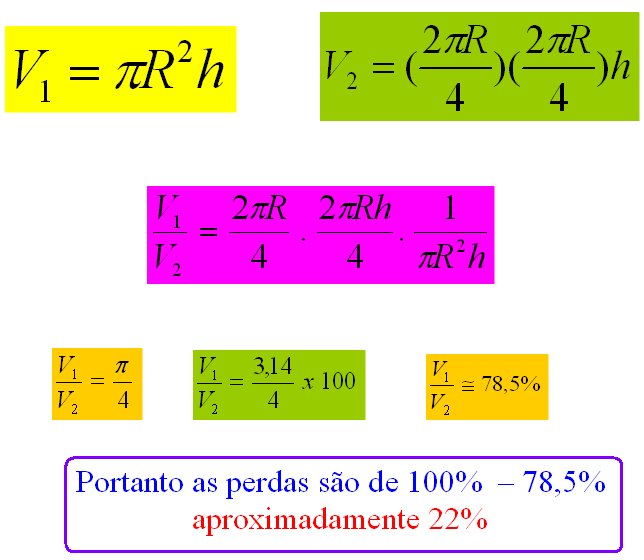 V₁ = πR²h
V₂ = (2πR/4)(2πR/4)h
V₁/V₂ = 2πR/4 . 2πRh/4 . 1/πR²h
V₁/V₂ = π/4
V₁/V₂ = 3,14/4 x 100
V₁/V₂ ≅ 78,5%
Portanto as perdas são de 100% – 78,5%
aproximadamente 22%